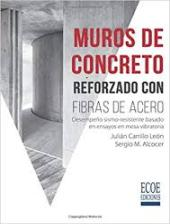 MUROS DE
CONCRETO
REFORZADO CON
FIBRAS DE ACERO
Desempeño sismo-resistente basado
en ensayos en mesa vibratoria
Julián Carrillo León
Sergio M. Alcocer
ECOE
EDICIONES